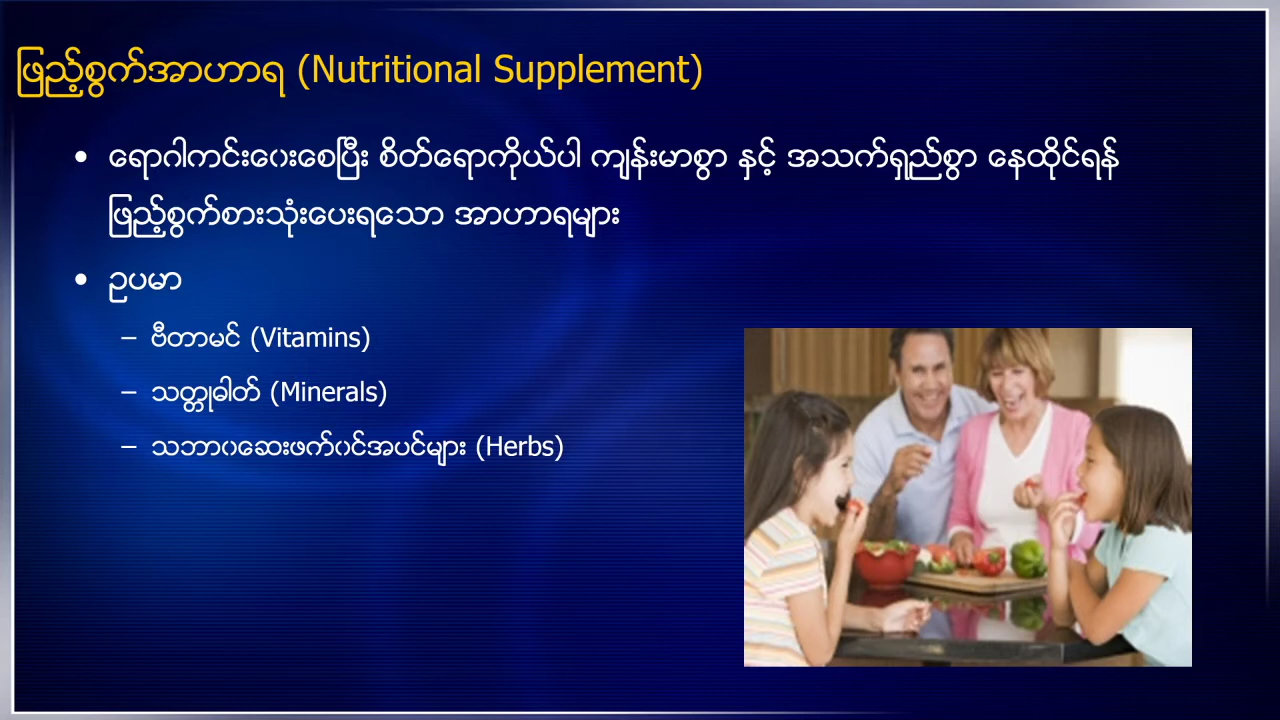 ဖြည့်စွက်အာဟာရ (Nutritional Supplement)
• ရောဂါကင်းဝေးစေပြီး စိတ်ရောကိုယ်ပါ ကျန်းမာစွာ နှင့် အသက်ရှည်စွာ နေထိုင်ရန်
ဖြည့်စွက်စားသုံးပေးရသော အာဟာရများ
• ဥပမာ
– ဗီတာမင် (Vitamins)
– သတ္တုဓါတ် (Minerals)
– သဘာဝဆေးဖက်ဝင်အပင်များ (Herbs)